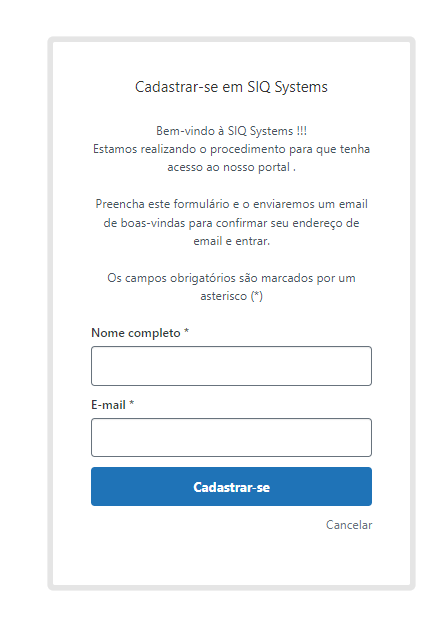 Cadastrar-se em SIQ Systems
Bem-vindo à SIQ Systems !!!
Estamos realizando o procedimento para que tenha
acesso ao nosso portal .
Preencha este formulário e o enviaremos um email
de boas-vindas para confirmar seu endereço de
email e entrar.
Os campos obrigatórios são marcados por um
asterisco (*)
Nome completo *
E-mail *
Cadastrar-se
Cancelar